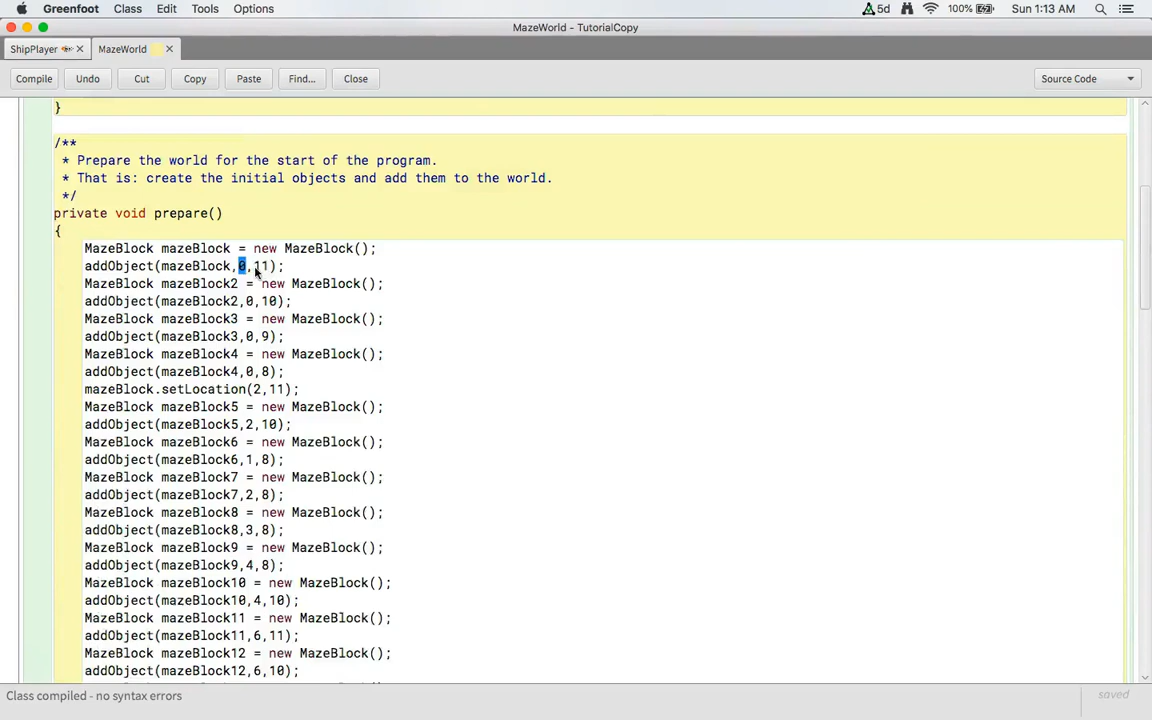 Greenfoot Class Edit Tools Options 5d 100% Sun 1:13 AM
MazeWorld - TutorialCopy
ShipPlayer MazeWorld
Compile Undo Cut Copy Paste Find... Close Source Code
}
/**
* Prepare the world for the start of the program.
* That is: create the initial objects and add them to the world.
*/
private void prepare()
{
MazeBlock mazeBlock = new MazeBlock();
addObject(mazeBlock,0,11);
MazeBlock mazeBlock2 = new MazeBlock();
addObject(mazeBlock2,0,10);
MazeBlock mazeBlock3 = new MazeBlock();
addObject(mazeBlock3,0,9);
MazeBlock mazeBlock4 = new MazeBlock();
addObject(mazeBlock4,0,8);
mazeBlock.setLocation(2,11);
MazeBlock mazeBlock5 = new MazeBlock();
addObject(mazeBlock5,2,10);
MazeBlock mazeBlock6 = new MazeBlock();
addObject(mazeBlock6,1,8);
MazeBlock mazeBlock7 = new MazeBlock();
addObject(mazeBlock7,2,8);
MazeBlock mazeBlock8 = new MazeBlock();
addObject(mazeBlock8,3,8);
MazeBlock mazeBlock9 = new MazeBlock();
addObject(mazeBlock9,4,8);
MazeBlock mazeBlock10 = new MazeBlock();
addObject(mazeBlock10,4,10);
MazeBlock mazeBlock11 = new MazeBlock();
addObject(mazeBlock11,6,11);
MazeBlock mazeBlock12 = new MazeBlock();
addObject(mazeBlock12,6,10);
Class compiled - no syntax errors saved